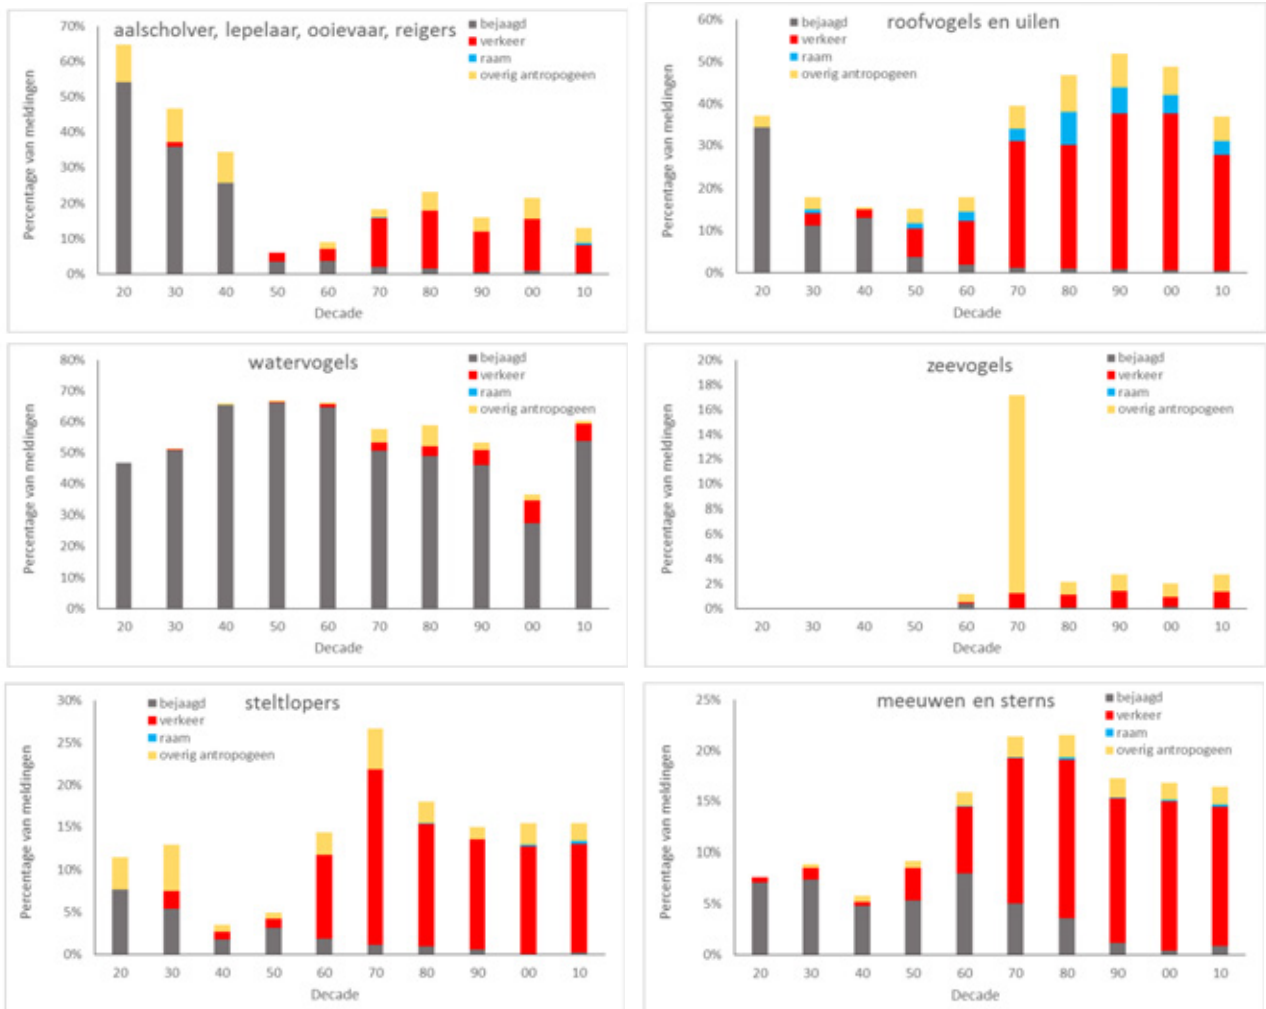 aalscholver, lepelaar, ooievaar, reigers
bejaagd
verkeer
raam
overig antropogeen
Percentage van meldingen
70%
60%
50%
40%
30%
20%
10%
0%
20 30 40 50 60 70 80 90 00 10
Decade
roofvogels en uilen
bejaagd
verkeer
raam
overig antropogeen
Percentage van meldingen
60%
50%
40%
30%
20%
10%
0%
20 30 40 50 60 70 80 90 00 10
Decade
watervogels
bejaagd
verkeer
raam
overig antropogeen
Percentage van meldingen
80%
70%
60%
50%
40%
30%
20%
10%
0%
20 30 40 50 60 70 80 90 00 10
Decade
zeevogels
bejaagd
verkeer
raam
overig antropogeen
Percentage van meldingen
20%
18%
16%
14%
12%
10%
8%
6%
4%
2%
0%
20 30 40 50 60 70 80 90 00 10
Decade
steltlopers
bejaagd
verkeer
raam
overig antropogeen
Percentage van meldingen
30%
25%
20%
15%
10%
5%
0%
20 30 40 50 60 70 80 90 00 10
Decade
meeuwen en sterns
bejaagd
verkeer
raam
overig antropogeen
Percentage van meldingen
25%
20%
15%
10%
5%
0%
20 30 40 50 60 70 80 90 00 10
Decade